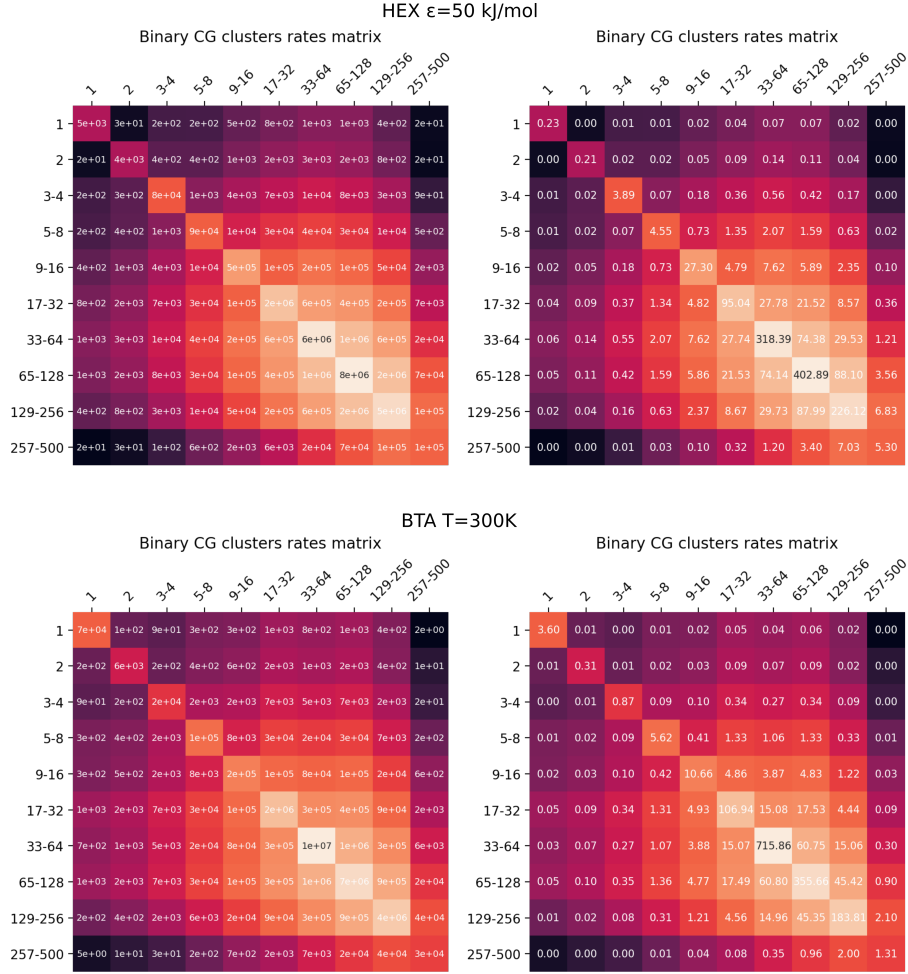 HEX ε=50 kJ/mol
Binary CG clusters rates matrix
1 2 3-4 5-8 9-16 17-32 33-64 65-128 129-256 257-500
1 5e+03 3e+01 2e+02 2e+02 5e+02 8e+02 1e+03 1e+03 4e+02 2e+01
2 2e+01 4e+03 4e+02 4e+02 1e+03 2e+03 3e+03 2e+03 8e+02 2e+01
3-4 2e+02 3e+02 8e+04 1e+03 4e+03 7e+03 1e+04 8e+03 3e+03 9e+01
5-8 2e+02 4e+02 1e+03 9e+04 1e+04 3e+04 4e+04 3e+04 1e+04 5e+02
9-16 4e+02 1e+03 4e+03 1e+04 5e+05 1e+05 2e+05 1e+05 5e+04 2e+03
17-32 8e+02 2e+03 7e+03 3e+04 1e+05 2e+06 6e+05 4e+05 2e+05 7e+03
33-64 1e+03 3e+03 1e+04 4e+04 2e+05 6e+05 6e+06 1e+06 6e+05 2e+04
65-128 1e+03 2e+03 8e+03 3e+04 1e+05 4e+05 1e+06 8e+06 2e+06 7e+04
129-256 4e+02 8e+02 3e+03 1e+04 5e+04 2e+05 6e+05 2e+06 5e+06 1e+05
257-500 2e+01 3e+01 1e+02 6e+02 2e+03 6e+03 2e+04 7e+04 1e+05 1e+05
Binary CG clusters rates matrix
1 2 3-4 5-8 9-16 17-32 33-64 65-128 129-256 257-500
1 0.23 0.00 0.01 0.01 0.02 0.04 0.07 0.07 0.02 0.00
2 0.00 0.21 0.02 0.02 0.05 0.09 0.14 0.11 0.04 0.00
3-4 0.01 0.02 3.89 0.07 0.18 0.36 0.56 0.42 0.17 0.00
5-8 0.01 0.02 0.07 4.55 0.73 1.35 2.07 1.59 0.63 0.02
9-16 0.02 0.05 0.18 0.73 27.30 4.79 7.62 5.89 2.35 0.10
17-32 0.04 0.09 0.37 1.34 4.82 95.04 27.78 21.52 8.57 0.36
33-64 0.06 0.14 0.55 2.07 7.62 27.74 318.39 74.38 29.53 1.21
65-128 0.05 0.11 0.42 1.59 5.86 21.53 74.14 402.89 88.10 3.56
129-256 0.02 0.04 0.16 0.63 2.37 8.67 29.73 87.99 226.12 6.83
257-500 0.00 0.00 0.01 0.03 0.10 0.32 1.20 3.40 7.03 5.30
BTA T=300K
Binary CG clusters rates matrix
1 2 3-4 5-8 9-16 17-32 33-64 65-128 129-256 257-500
1 7e+04 1e+02 9e+01 3e+02 3e+02 1e+03 8e+02 1e+03 4e+02 2e+00
2 2e+02 6e+03 2e+02 4e+02 6e+02 2e+03 1e+03 2e+03 4e+02 1e+01
3-4 9e+01 2e+02 2e+04 2e+03 2e+03 7e+03 5e+03 7e+03 2e+03 3e+01
5-8 3e+02 4e+02 2e+03 1e+05 8e+03 3e+04 2e+04 3e+04 7e+03 2e+02
9-16 3e+02 5e+02 2e+03 8e+03 2e+05 1e+05 8e+04 1e+05 2e+04 6e+02
17-32 1e+03 2e+03 7e+03 3e+04 1e+05 2e+06 3e+05 4e+05 9e+04 2e+03
33-64 7e+02 1e+03 5e+03 2e+04 8e+04 3e+05 1e+07 1e+06 3e+05 6e+03
65-128 1e+03 2e+03 7e+03 3e+04 1e+05 3e+05 1e+06 7e+06 9e+05 2e+04
129-256 2e+02 4e+02 2e+03 6e+03 2e+04 9e+04 3e+05 9e+05 4e+06 4e+04
257-500 5e+00 1e+01 3e+01 2e+02 7e+02 2e+03 7e+03 2e+04 4e+04 3e+04
Binary CG clusters rates matrix
1 2 3-4 5-8 9-16 17-32 33-64 65-128 129-256 257-500
1 3.60 0.01 0.00 0.01 0.02 0.05 0.04 0.06 0.02 0.00
2 0.01 0.31 0.01 0.02 0.03 0.09 0.07 0.09 0.02 0.00
3-4 0.00 0.01 0.87 0.09 0.10 0.34 0.27 0.34 0.09 0.00
5-8 0.01 0.02 0.09 5.62 0.41 1.33 1.06 1.33 0.33 0.01
9-16 0.02 0.03 0.10 0.42 10.66 4.86 3.87 4.83 1.22 0.03
17-32 0.05 0.09 0.34 1.31 4.93 106.94 15.08 17.53 4.44 0.09
33-64 0.03 0.07 0.27 1.07 3.88 15.07 715.86 60.75 15.06 0.30
65-128 0.05 0.10 0.35 1.36 4.77 17.49 60.80 355.66 45.42 0.90
129-256 0.01 0.02 0.08 0.31 1.21 4.56 14.96 45.35 183.81 2.10
257-500 0.00 0.00 0.00 0.01 0.04 0.08 0.35 0.96 2.00 1.31